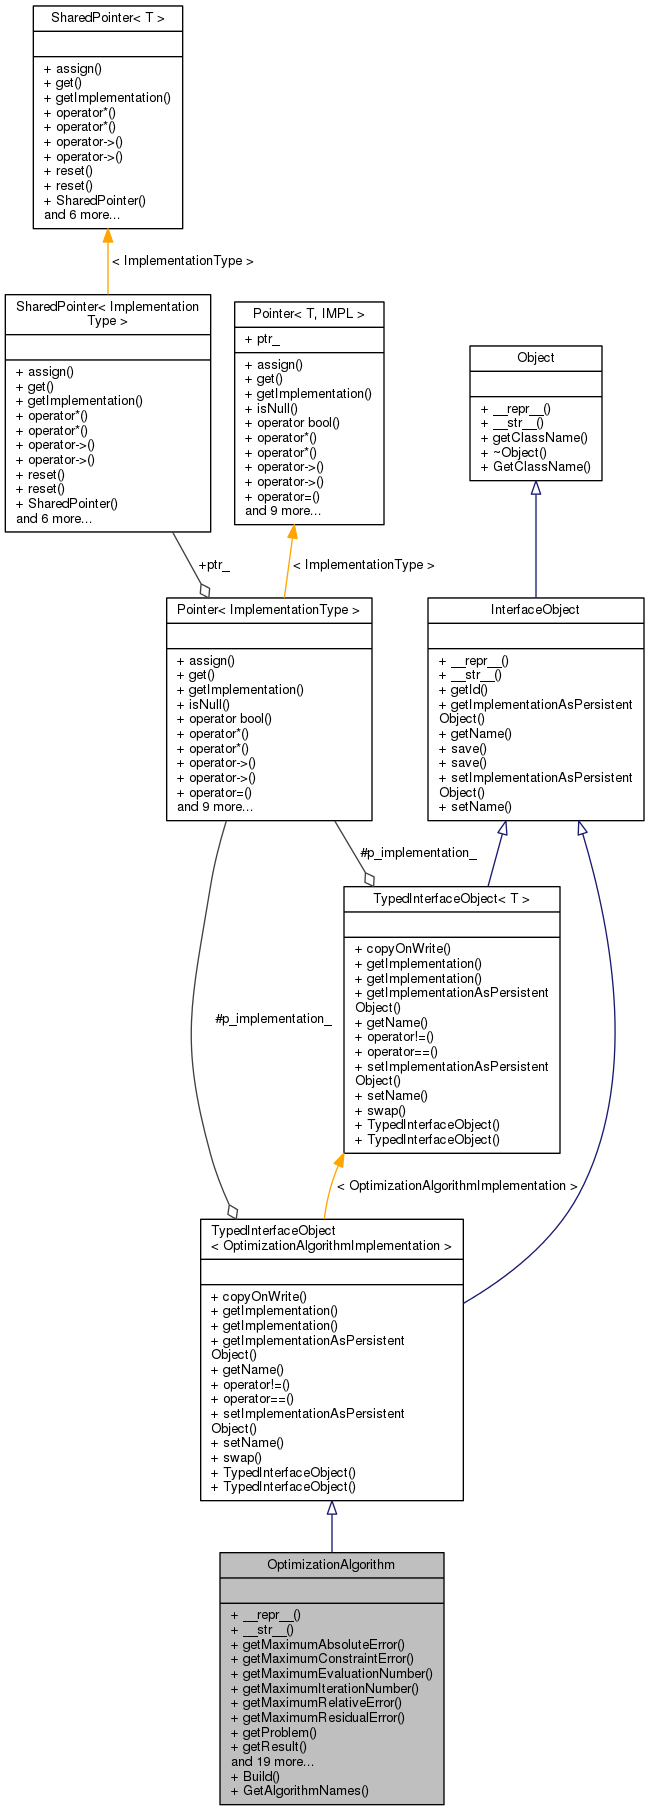 SharedPointer< T >
+ assign()
+ get()
+ getImplementation()
+ operator*()
+ operator*()
+ operator->()
+ operator->()
+ reset()
+ reset()
+ SharedPointer()
and 6 more...
< ImplementationType >
SharedPointer< Implementation
Type >
+ assign()
+ get()
+ getImplementation()
+ operator*()
+ operator*()
+ operator->()
+ operator->()
+ reset()
+ reset()
+ SharedPointer()
and 6 more...
Pointer< T, IMPL >
+ ptr_
+ assign()
+ get()
+ getImplementation()
+ isNull()
+ operator bool()
+ operator*()
+ operator*()
+ operator->()
+ operator->()
+ operator=()
and 9 more...
Object
+ __repr__()
+ __str__()
+ getClassName()
+ ~Object()
+ GetClassName()
+ptr_
< ImplementationType >
Pointer< ImplementationType >
+ assign()
+ get()
+ getImplementation()
+ isNull()
+ operator bool()
+ operator*()
+ operator*()
+ operator->()
+ operator->()
+ operator=()
and 9 more...
InterfaceObject
+ __repr__()
+ __str__()
+ getId()
+ getImplementationAsPersistent
Object()
+ getName()
+ save()
+ save()
+ setImplementationAsPersistent
Object()
+ setName()
#p_implementation_
TypedInterfaceObject< T >
+ copyOnWrite()
+ getImplementation()
+ getImplementation()
+ getImplementationAsPersistent
Object()
+ getName()
+ operator!=()
+ operator==()
+ setImplementationAsPersistent
Object()
+ setName()
+ swap()
+ TypedInterfaceObject()
+ TypedInterfaceObject()
#p_implementation_
< OptimizationAlgorithmImplementation >
TypedInterfaceObject
< OptimizationAlgorithmImplementation >
+ copyOnWrite()
+ getImplementation()
+ getImplementation()
+ getImplementationAsPersistent
Object()
+ getName()
+ operator!=()
+ operator==()
+ setImplementationAsPersistent
Object()
+ setName()
+ swap()
+ TypedInterfaceObject()
+ TypedInterfaceObject()
OptimizationAlgorithm
+ __repr__()
+ __str__()
+ getMaximumAbsoluteError()
+ getMaximumConstraintError()
+ getMaximumEvaluationNumber()
+ getMaximumIterationNumber()
+ getMaximumRelativeError()
+ getMaximumResidualError()
+ getProblem()
+ getResult()
and 19 more...
+ Build()
+ GetAlgorithmNames()